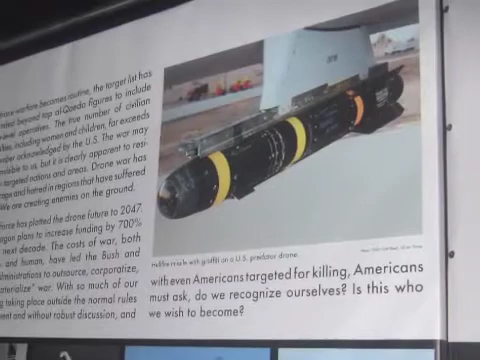 warfare becomes routine, the target list has
beyond top al Qaeda figures to include
level operatives. The true number of civilian
including women and children, far exceeds
acknowledged by the U.S. The war may
invisible to us, but it is clearly apparent to resi-
targeted nations and areas. Drone war has
rage and hatred in regions that have suffered
We are creating enemies on the ground.
Force has plotted the drone future to 2047.
plans to increase funding by 700%
next decade. The costs of war, both
and human, have led the Bush and
administrations to outsource, corporatize,
war. With so much of our
taking place outside the normal rules
and without robust discussion, and
Hellfire missile with graffiti on a U.S. predator drone.
with even Americans targeted for killing, Americans
must ask, do we recognize ourselves? Is this who
we wish to become?